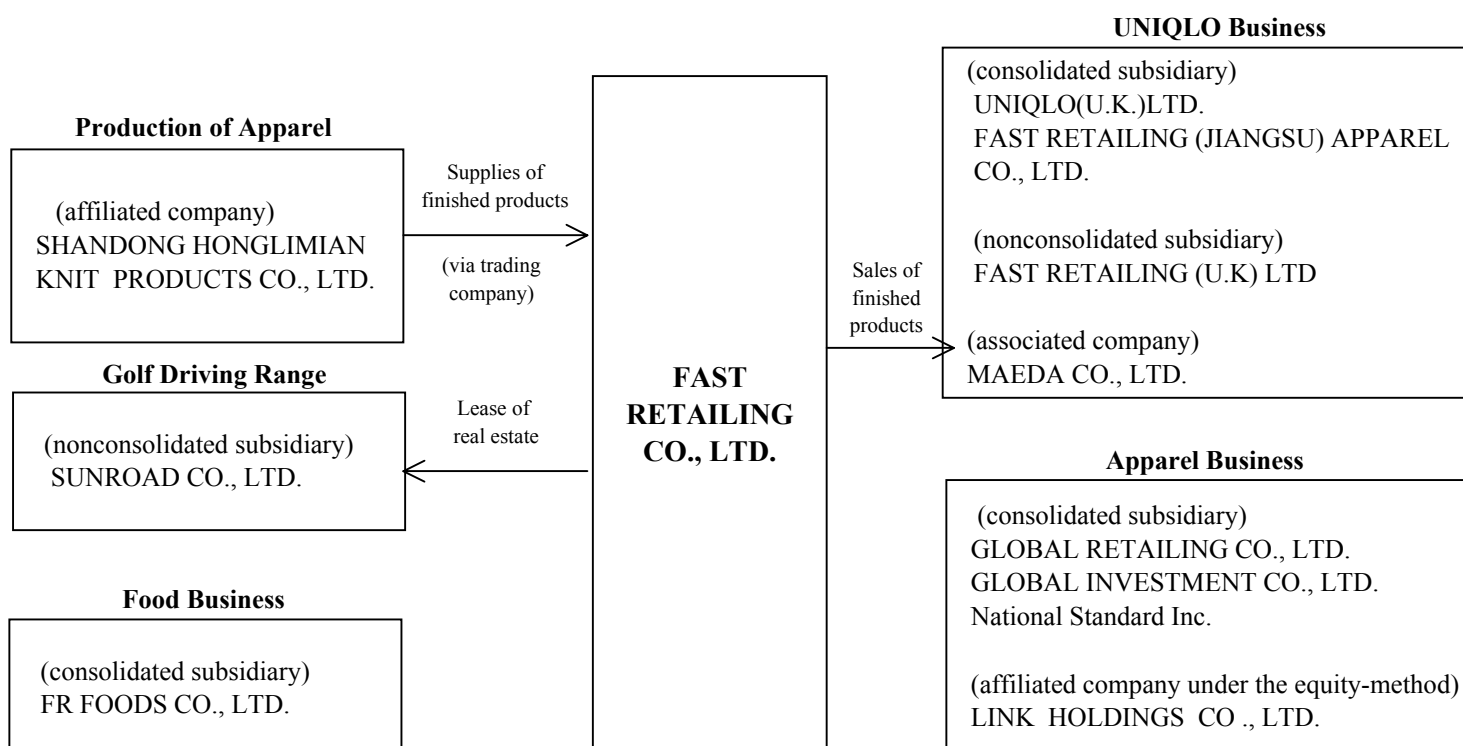 Production of Apparel
(affiliated company)
SHANDONG HONGLIMIAN
KNIT PRODUCTS CO., LTD.
Supplies of
finished products
(via trading
company)
Golf Driving Range
(nonconsolidated subsidiary)
SUNROAD CO., LTD.
Lease of
real estate
Food Business
(consolidated subsidiary)
FR FOODS CO., LTD.
FAST
RETAILING
CO., LTD.
Sales of
finished
products
UNIQLO Business
(consolidated subsidiary)
UNIQLO(U.K.)LTD.
FAST RETAILING (JIANGSU) APPAREL
CO., LTD.
(nonconsolidated subsidiary)
FAST RETAILING (U.K) LTD
(associated company)
MAEDA CO., LTD.
Apparel Business
(consolidated subsidiary)
GLOBAL RETAILING CO., LTD.
GLOBAL INVESTMENT CO., LTD.
National Standard Inc.
(affiliated company under the equity-method)
LINK HOLDINGS CO ., LTD.